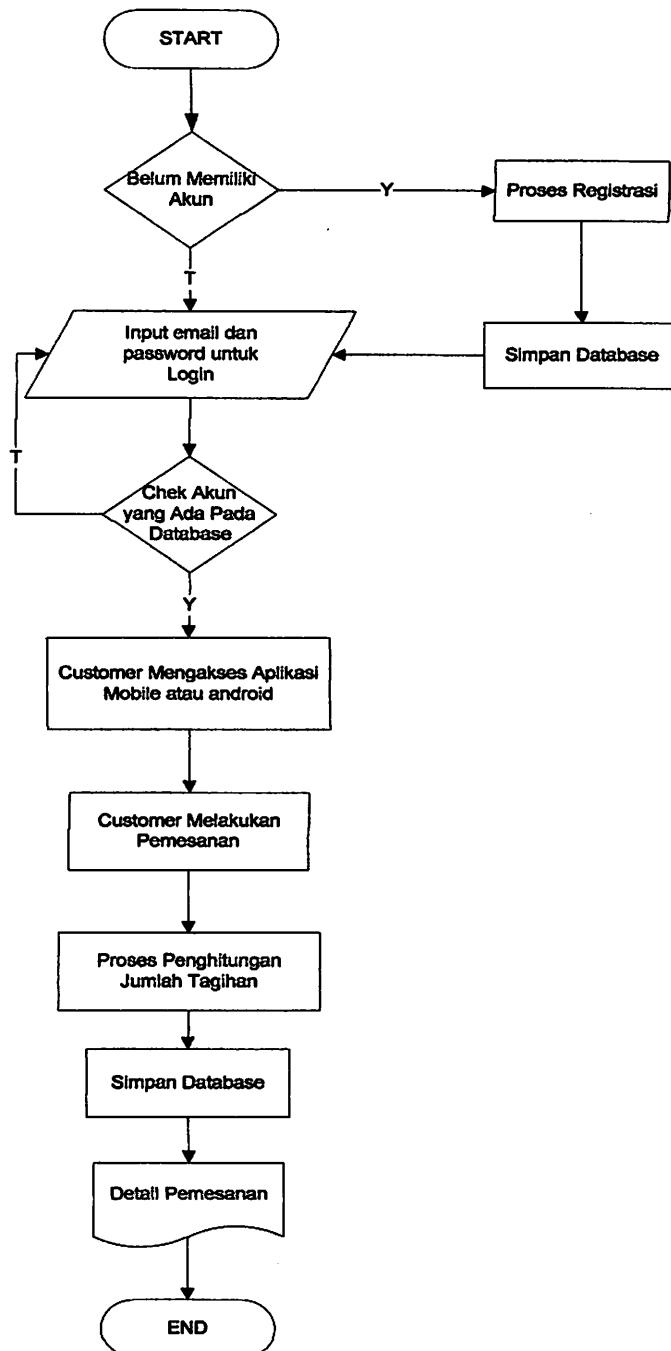 START
Belum Memiliki
Akun
Y
Proses Registrasi
T
Input email dan
password untuk
Login
Simpan Database
T
Chek Akun
yang Ada Pada
Database
Y
Customer Mengakses Aplikasi
Mobile atau android
Customer Melakukan
Pemesanan
Proses Penghitungan
Jumlah Tagihan
Simpan Database
Detail Pemesanan
END